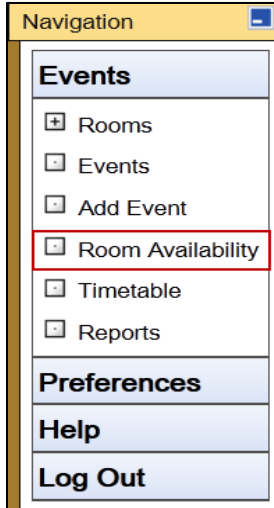 Navigation
Events
Rooms
Events
Add Event
Room Availability
Timetable
Reports
Preferences
Help
Log Out